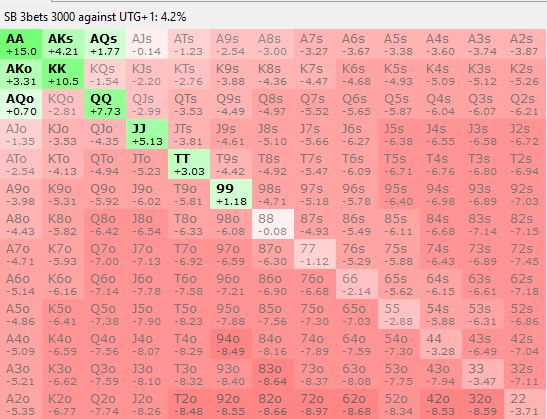 SB 3bets 3000 against UTG+1: 4.2%
AA AKs AQs AJs ATs A9s A8s A7s A6s A5s A4s A3s A2s
+15.0 +4.21 +1.77 -0.14 -1.23 -2.54 -3.00 -3.27 -3.67 -3.38 -3.60 -3.74 -3.87
AKo KK KQs KJs KTs K9s K8s K7s K6s K5s K4s K3s K2s
+3.31 +10.5 -1.54 -2.20 -2.76 -3.88 -4.36 -4.47 -4.68 -4.93 -5.09 -5.12 -5.26
AQo KQo QQ QJs QTs Q9s Q8s Q7s Q6s Q5s Q4s Q3s Q2s
+0.70 -2.81 +7.73 -2.99 -3.53 -4.49 -4.97 -5.52 -5.65 -5.87 -6.04 -6.07 -6.21
AJo KJo QJo JJ JTs J9s J8s J7s J6s J5s J4s J3s J2s
-1.35 -3.53 -4.35 +5.13 -3.81 -4.61 -5.10 -5.66 -6.27 -6.38 -6.55 -6.58 -6.72
ATo KTo QTo JTo TT T9s T8s T7s T6s T5s T4s T3s T2s
-2.54 -4.13 -4.94 -5.23 +3.03 -4.42 -4.92 -5.47 -6.09 -6.71 -6.76 -6.80 -6.94
A9o K9o Q9o J9o T9o 99 98s 97s 96s 95s 94s 93s 92s
-3.98 -5.31 -5.92 -6.02 -5.81 +1.18 -4.71 -5.18 -5.78 -6.40 -6.98 -6.89 -7.03
A8o K8o Q8o J8o T8o 98o 88 87s 86s 85s 84s 83s 82s
-4.43 -5.82 -6.42 -6.54 -6.33 -6.08 -0.08 -4.93 -5.49 -6.11 -6.68 -7.14 -7.15
A7o K7o Q7o J7o T7o 97o 87o 77 76s 75s 74s 73s 72s
-4.71 -5.93 -7.00 -7.13 -6.92 -6.59 -6.30 -1.12 -5.29 -5.88 -6.43 -6.89 -7.45
A6o K6o Q6o J6o T6o 96o 86o 76o 66 65s 64s 63s 62s
-5.14 -6.16 -7.14 -7.78 -7.58 -7.21 -6.90 -6.68 -2.14 -5.62 -6.15 -6.61 -7.18
A5o K5o Q5o J5o T5o 95o 85o 75o 65o 55 54s 53s 52s
-4.86 -6.41 -7.38 -7.90 -8.23 -7.88 -7.56 -7.30 -7.03 -2.88 -5.88 -6.31 -6.86
A4o K4o Q4o J4o T4o 94o 84o 74o 64o 54o 44 43s 42s
-5.09 -6.59 -7.56 -8.07 -8.29 -8.49 -8.16 -7.89 -7.59 -7.30 -3.28 -6.49 -7.04
A3o K3o Q3o J3o T3o 93o 83o 73o 63o 53o 43o 33 32s
-5.21 -6.62 -7.59 -8.10 -8.32 -8.40 -8.64 -8.37 -8.08 -7.75 -7.94 -3.47 -7.11
A2o K2o Q2o J2o T2o 92o 82o 72o 62o 52o 42o 32o 22
-5.35 -6.77 -7.74 -8.26 -8.48 -8.55 -8.66 -8.97 -8.68 -8.34 -8.53 -8.59 -3.71